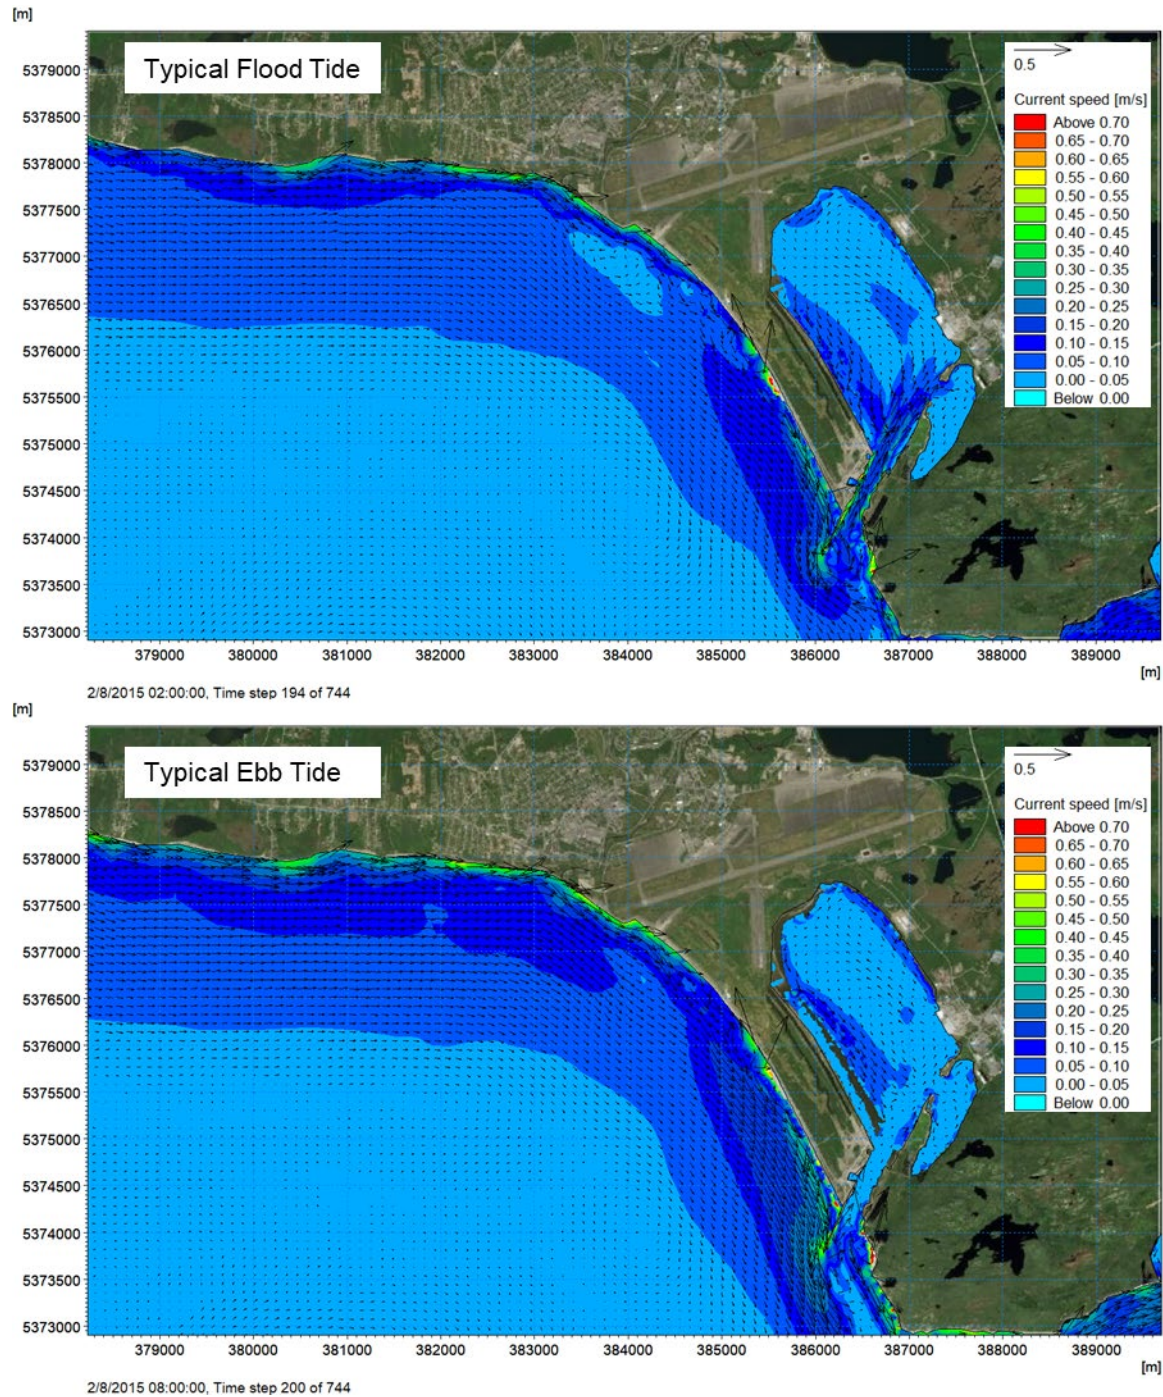 [m]
Typical Flood Tide
0.5
Current speed [m/s]
Above 0.70
0.65 - 0.70
0.60 - 0.65
0.55 - 0.60
0.50 - 0.55
0.45 - 0.50
0.40 - 0.45
0.35 - 0.40
0.30 - 0.35
0.25 - 0.30
0.20 - 0.25
0.15 - 0.20
0.10 - 0.15
0.05 - 0.10
0.00 - 0.05
Below 0.00
5379000
5378500
5378000
5377500
5377000
5376500
5376000
5375500
5375000
5374500
5374000
5373500
5373000
379000 380000 381000 382000 383000 384000 385000 386000 387000 388000 389000
[m]
2/8/2015 02:00:00, Time step 194 of 744
[m]
Typical Ebb Tide
0.5
Current speed [m/s]
Above 0.70
0.65 - 0.70
0.60 - 0.65
0.55 - 0.60
0.50 - 0.55
0.45 - 0.50
0.40 - 0.45
0.35 - 0.40
0.30 - 0.35
0.25 - 0.30
0.20 - 0.25
0.15 - 0.20
0.10 - 0.15
0.05 - 0.10
0.00 - 0.05
Below 0.00
5379000
5378500
5378000
5377500
5377000
5376500
5376000
5375500
5375000
5374500
5374000
5373500
5373000
379000 380000 381000 382000 383000 384000 385000 386000 387000 388000 389000
[m]
2/8/2015 08:00:00, Time step 200 of 744